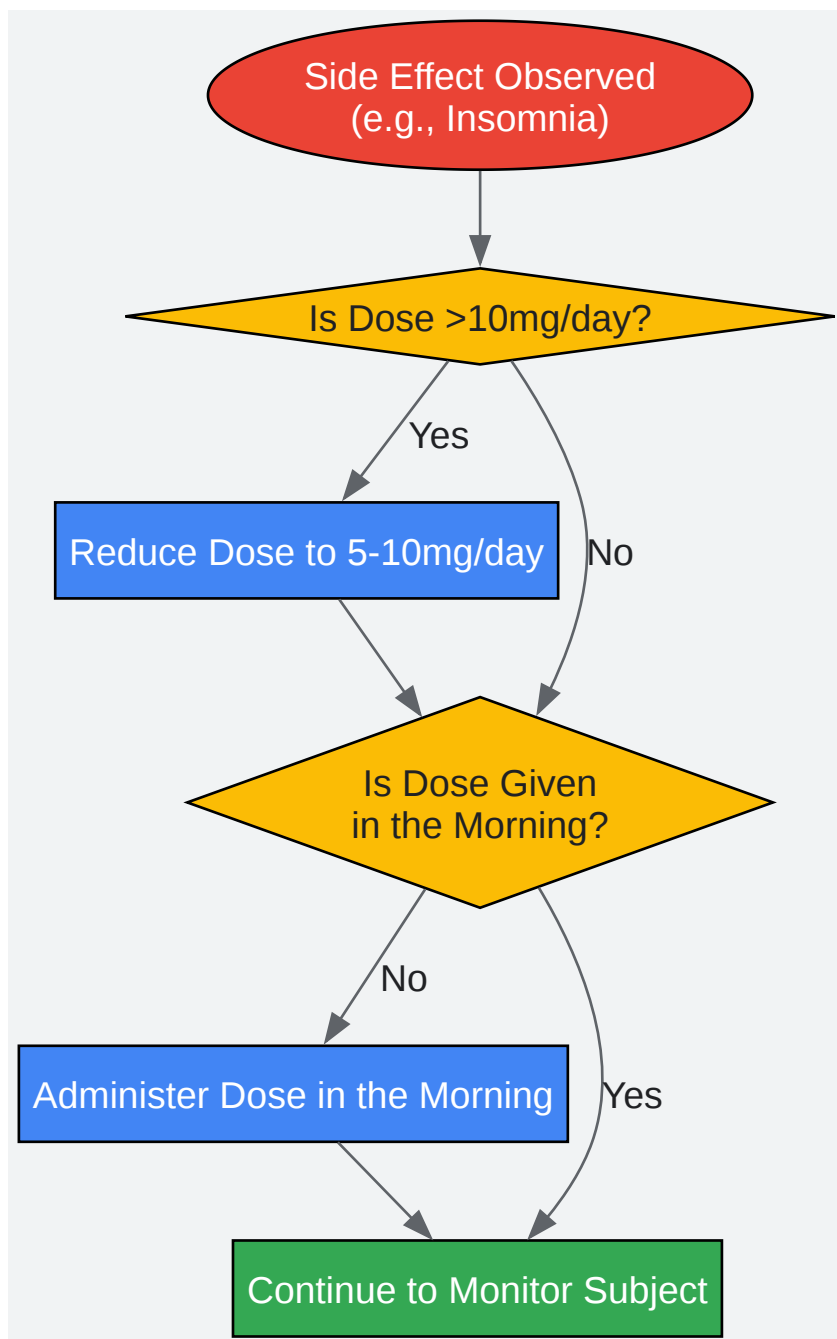 Side Effect Observed
(e.g., Insomnia)
Is Dose >10mg/day?
Yes
Reduce Dose to 5-10mg/day
No
Is Dose Given
in the Morning?
No
Administer Dose in the Morning
Yes
Continue to Monitor Subject